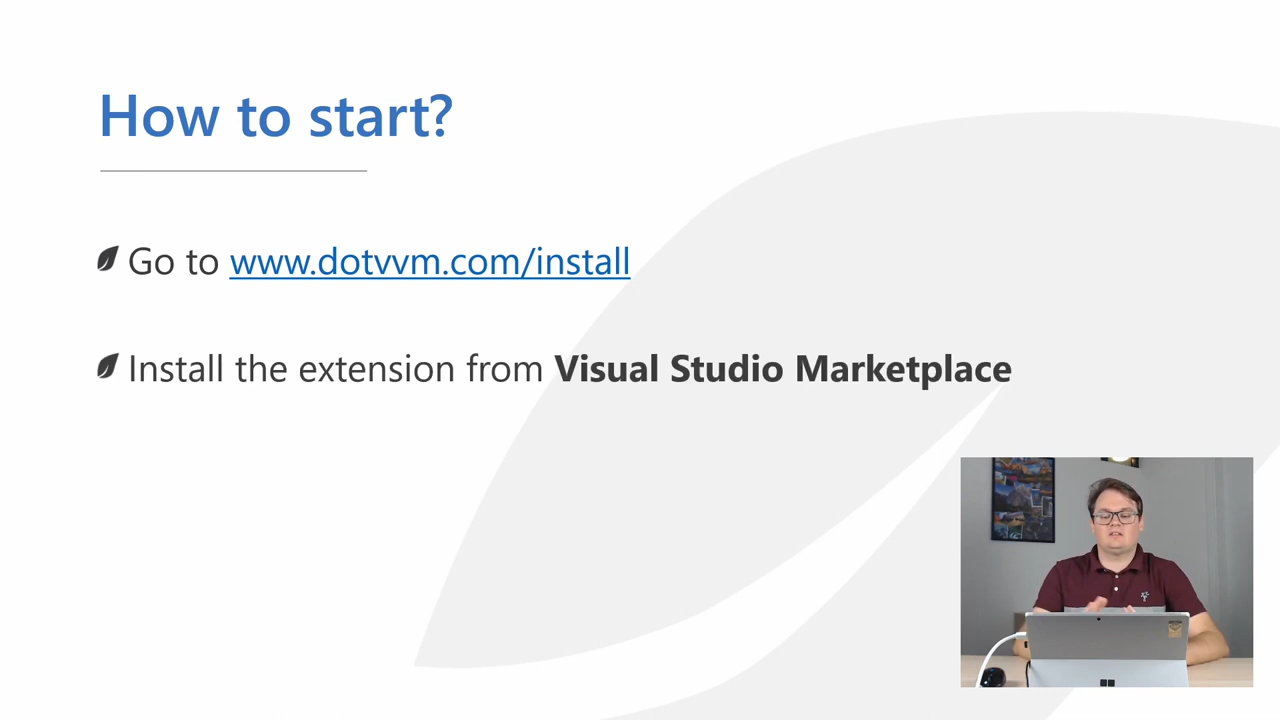 How to start?
Go to www.dotvvm.com/install
Install the extension from Visual Studio Marketplace